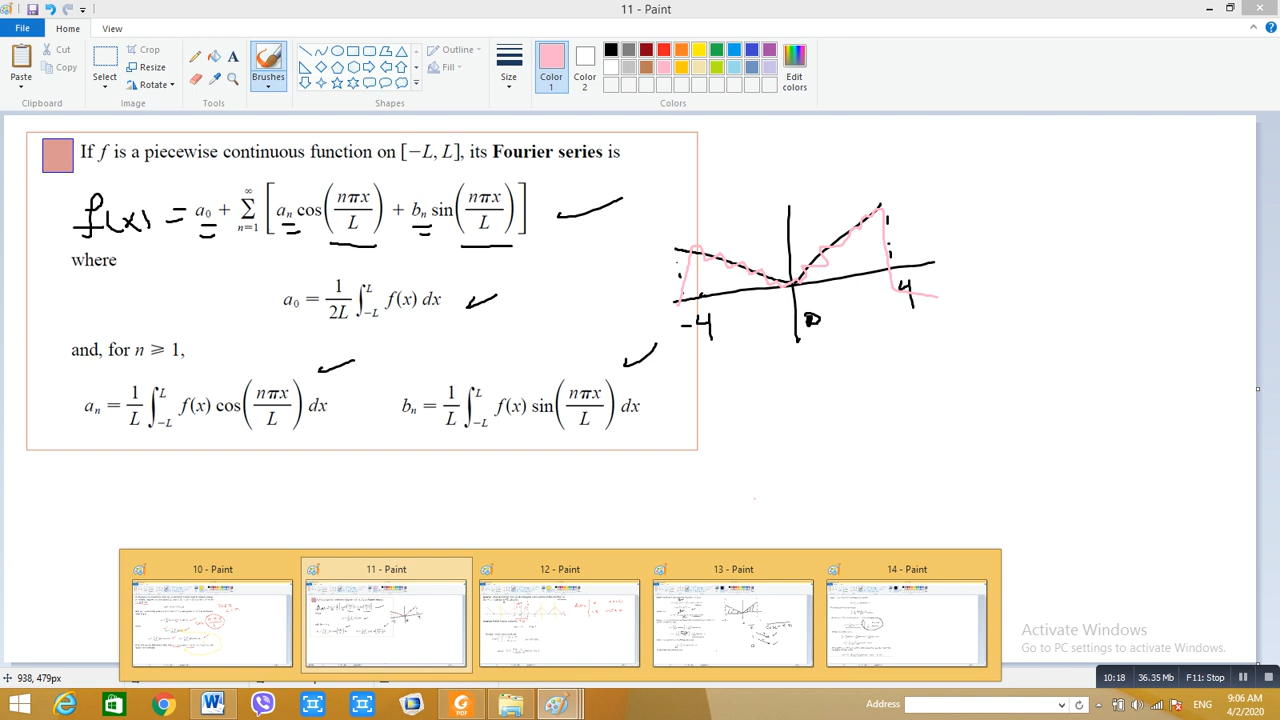 11 - Paint
File Home View
Paste
Cut
Copy
Clipboard
Select
Crop
Resize
Rotate
Image
Tools
Brushes
Shapes
Outline
Fill
Size
Color 1
Color 2
Edit colors
Colors
If f is a piecewise continuous function on [−L, L], its Fourier series is
f(x) = a₀ + ∑ₙ₌₁^∞ [aₙ cos(nπx/L) + bₙ sin(nπx/L)]
where
a₀ = 1/2L ∫₋L^L f(x) dx
and, for n ⩾ 1,
aₙ = 1/L ∫₋L^L f(x) cos(nπx/L) dx bₙ = 1/L ∫₋L^L f(x) sin(nπx/L) dx
-4 0 4
10 - Paint 11 - Paint 12 - Paint 13 - Paint 14 - Paint
Activate Windows
Go to PC settings to activate Windows.
938, 479px
10:18 36.35 Mb F11: Stop
Address
ENG
9:06 AM
4/2/2020